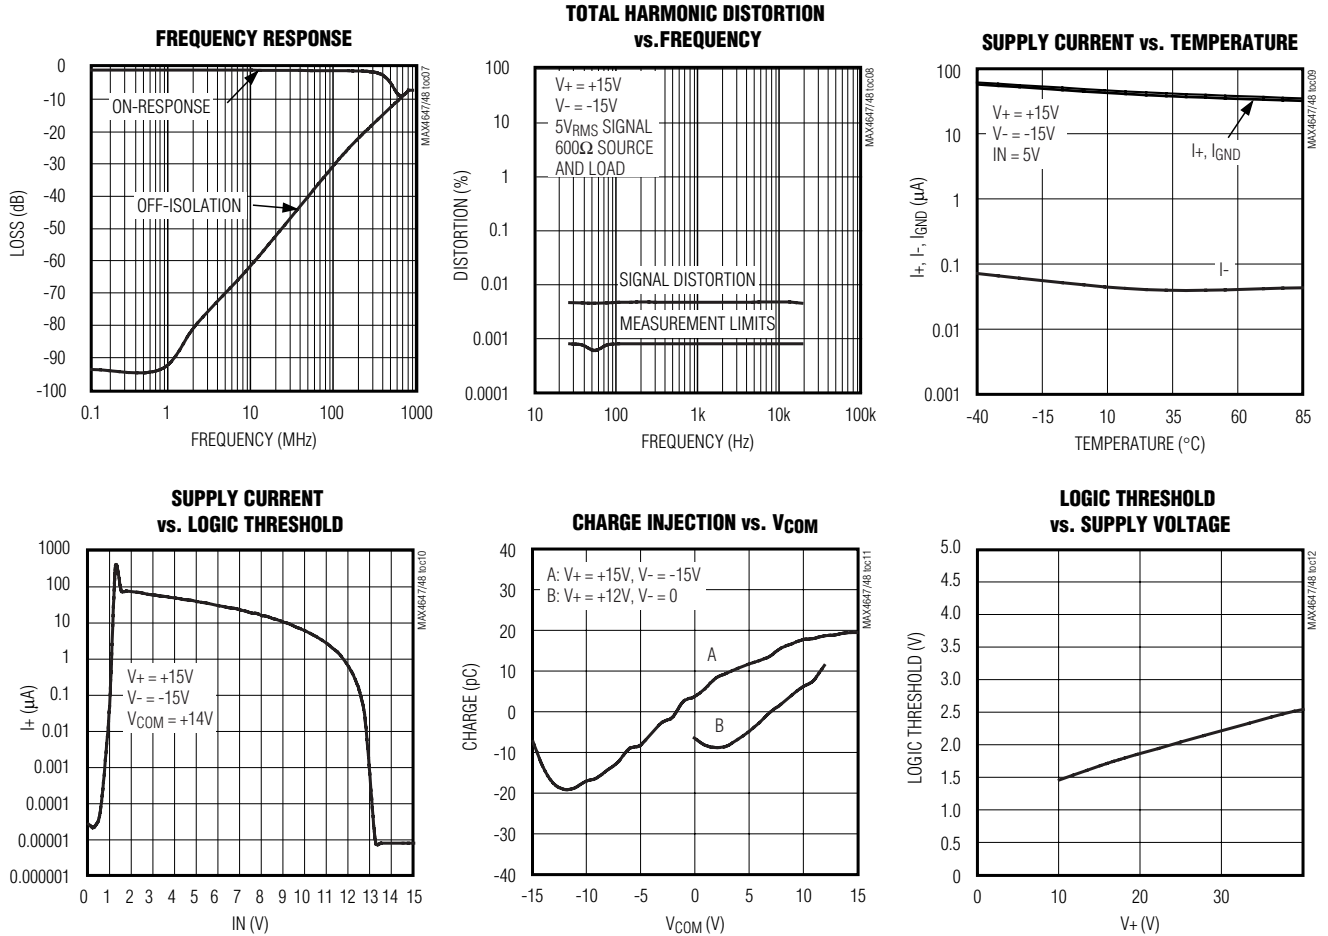 FREQUENCY RESPONSE
0
-10
-20
-30
-40
-50
-60
-70
-80
-90
-100
LOSS (dB)
ON-RESPONSE
OFF-ISOLATION
0.1 1 10 100 1000
FREQUENCY (MHz)
MAX4647/48 toc07
TOTAL HARMONIC DISTORTION
vs.FREQUENCY
100
10
1
0.1
0.01
0.001
0.0001
DISTORTION (%)
V+ = +15V
V- = -15V
5VRMS SIGNAL
600Ω SOURCE
AND LOAD
SIGNAL DISTORTION
MEASUREMENT LIMITS
10 100 1k 10k 100k
FREQUENCY (Hz)
MAX4647/48 toc08
SUPPLY CURRENT vs. TEMPERATURE
100
10
1
0.1
0.01
0.001
I+, I-, IGND (µA)
V+ = +15V
V- = -15V
IN = 5V
I+, IGND
I-
-40 -15 10 35 60 85
TEMPERATURE (°C)
MAX4647/48 toc09
SUPPLY CURRENT
vs. LOGIC THRESHOLD
1000
100
10
1
0.1
0.01
0.001
0.0001
0.00001
0.000001
I+ (µA)
V+ = +15V
V- = -15V
VCOM = +14V
0 1 2 3 4 5 6 7 8 9 10 11 12 13 14 15
IN (V)
MAX4647/48 toc10
CHARGE INJECTION vs. VCOM
40
30
20
10
0
-10
-20
-30
-40
CHARGE (pC)
A: V+ = +15V, V- = -15V
B: V+ = +12V, V- = 0
A
B
-15 -10 -5 0 5 10 15
VCOM (V)
MAX4647/48 toc11
LOGIC THRESHOLD
vs. SUPPLY VOLTAGE
5.0
4.5
4.0
3.5
3.0
2.5
2.0
1.5
1.0
0.5
0
LOGIC THRESHOLD (V)
0 10 20 30
V+ (V)
MAX4647/48 toc12